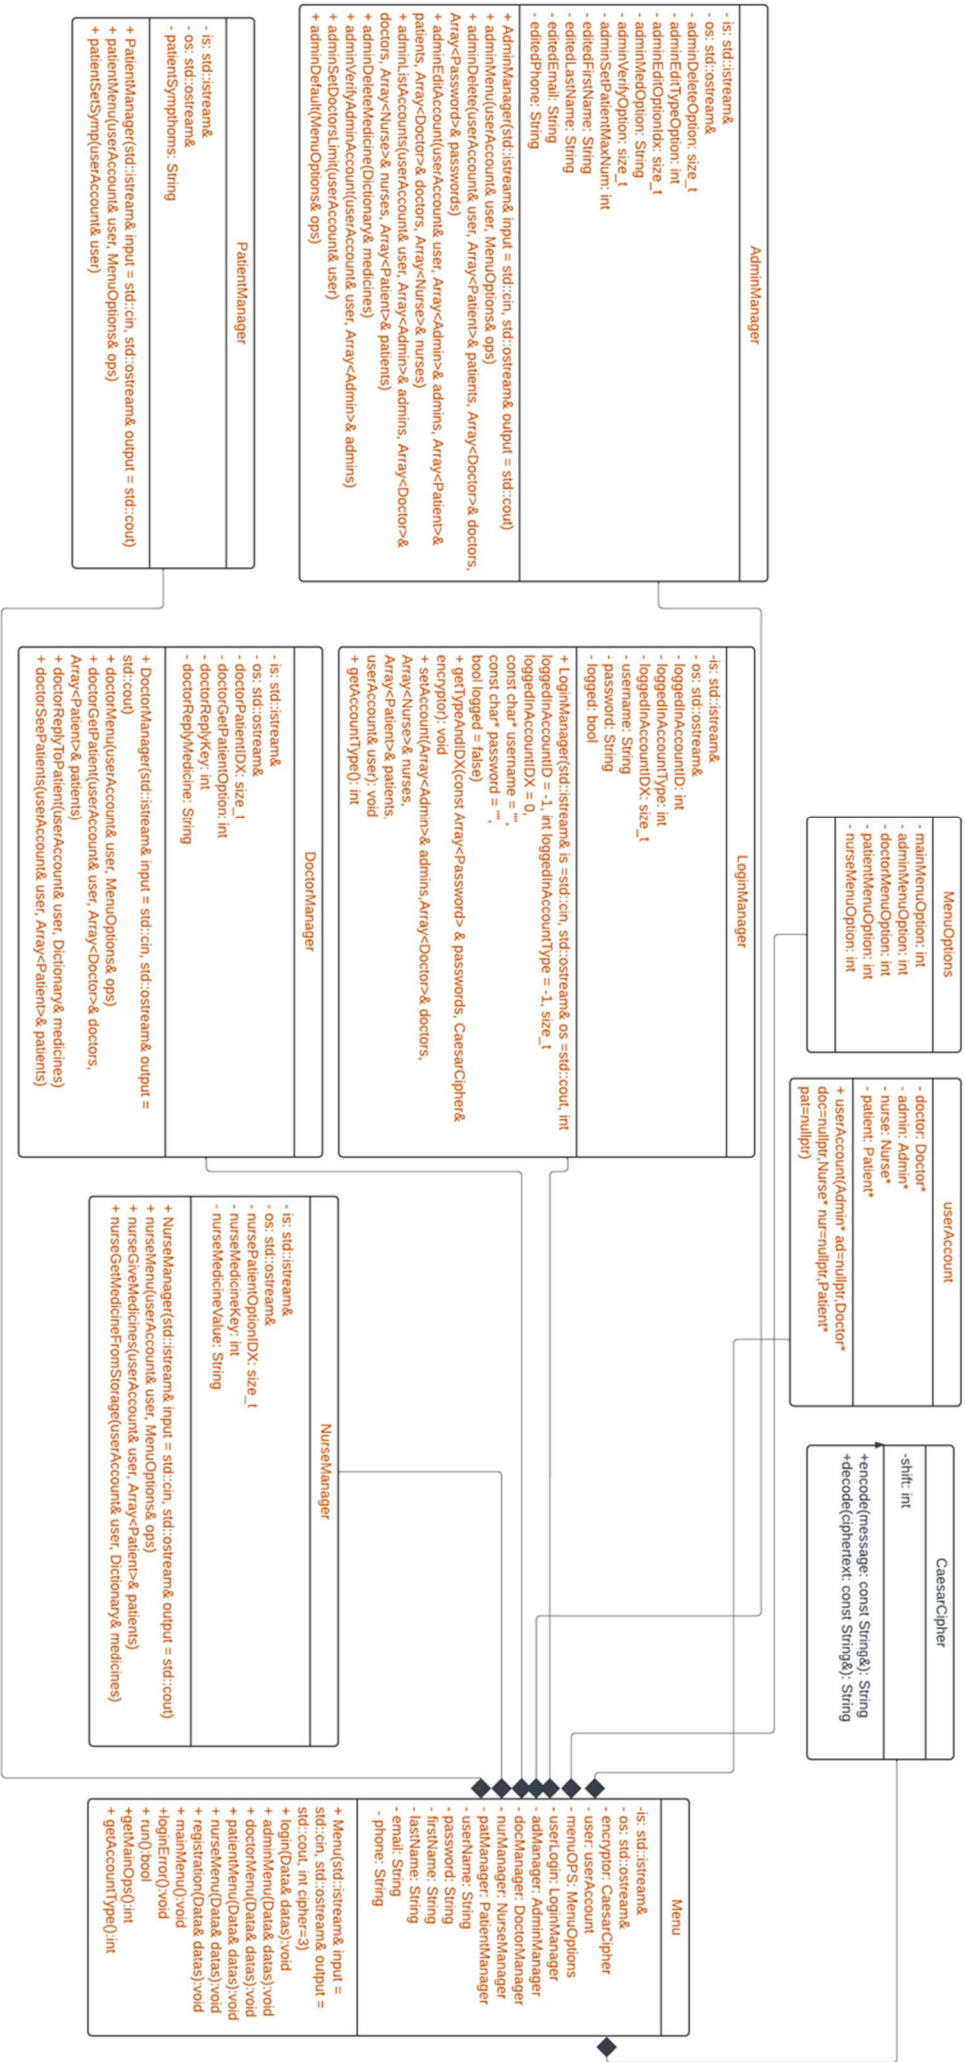 MenuOptions
- mainMenuOption: int
- adminMenuOption: int
- doctorMenuOption: int
- patientMenuOption: int
- nurseMenuOption: int
userAccount
- doctor: Doctor*
- admin: Admin*
- nurse: Nurse*
- patient: Patient*
+ userAccount(Admin* ad=nullptr,Doctor*
doc=nullptr,Nurse* nur=nullptr,Patient*
pat=nullptr)
CaesarCipher
-shift: int
+encode(message: const String&): String
+decode(ciphertext: const String&): String
AdminManager
- is: std::istream&
- os: std::ostream&
- adminDeleteOption: size_t
- adminEditTypeOption: int
- adminEditOptionIdx: size_t
- adminMedOption: String
- adminVerifyOption: size_t
- adminSetPatientMaxNum: int
- editedFirstName: String
- editedLastName: String
- editedEmail: String
- editedPhone: String
+ AdminManager(std::istream& input = std::cin, std::ostream& output = std::cout)
+ adminMenu(userAccount& user, MenuOptions& ops)
+ adminDelete(userAccount& user, Array<Patient>& patients, Array<Doctor>& doctors,
Array<Password>& passwords)
+ adminEditAccount(userAccount& user, Array<Admin>& admins, Array<Patient>&
patients, Array<Doctor>& doctors, Array<Nurse>& nurses)
+ adminListAccounts(userAccount& user, Array<Admin>& admins, Array<Doctor>&
doctors, Array<Nurse>& nurses, Array<Patient>& patients)
+ adminDeleteMedicine(Dictionary& medicines)
+ adminVerifyAdminAccount(userAccount& user, Array<Admin>& admins)
+ adminSetDoctorsLimit(userAccount& user)
+ adminDefault(MenuOptions& ops)
LoginManager
-is: std::istream&
- os: std::ostream&
- loggedInAccountID: int
- loggedInAccountType: int
- loggedInAccountIDX: size_t
- username: String
- password: String
- logged: bool
+ LoginManager(std::istream& is =std::cin, std::ostream& os =std::cout, int
loggedInAccountID = -1, int loggedInAccountType = -1, size_t
loggedInAccountIDX = 0,
const char* username = "",
const char* password = "",
bool logged = false)
+ getTypeAndIDX(const Array<Password> & passwords, CaesarCipher&
encryptor): void
+ setAccount(Array<Admin>& admins,Array<Doctor>& doctors,
Array<Nurse>& nurses,
Array<Patient>& patients,
userAccount& user): void
+ getAccountType(): int
PatientManager
- is: std::istream&
- os: std::ostream&
- patientSympthoms: String
+ PatientManager(std::istream& input = std::cin, std::ostream& output = std::cout)
+ patientMenu(userAccount& user, MenuOptions& ops)
+ patientSetSymp(userAccount& user)
DoctorManager
- is: std::istream&
- os: std::ostream&
- doctorPatientIDX: size_t
- doctorGetPatientOption: int
- doctorReplyKey: int
- doctorReplyMedicine: String
+ DoctorManager(std::istream& input = std::cin, std::ostream& output =
std::cout)
+ doctorMenu(userAccount& user, MenuOptions& ops)
+ doctorGetPatient(userAccount& user, Array<Doctor>& doctors,
Array<Patient>& patients)
+ doctorReplyToPatient(userAccount& user, Dictionary& medicines)
+ doctorSeePatients(userAccount& user, Array<Patient>& patients)
NurseManager
- is: std::istream&
- os: std::ostream&
- nursePatientOptionIDX: size_t
- nurseMedicineKey: int
- nurseMedicineValue: String
+ NurseManager(std::istream& input = std::cin, std::ostream& output = std::cout)
+ nurseMenu(userAccount& user, MenuOptions& ops)
+ nurseGiveMedicines(userAccount& user, Array<Patient>& patients)
+ nurseGetMedicineFromStorage(userAccount& user, Dictionary& medicines)
Menu
-is: std::istream&
- os: std::ostream&
- encryptor: CaesarCipher
- user: userAccount
- menuOPS: MenuOptions
- userLogin: LoginManager
- adManager: AdminManager
- docManager: DoctorManager
- nurManager: NurseManager
- patManager: PatientManager
- userName: String
- password: String
- firstName: String
- lastName: String
- email: String
- phone: String
+ Menu(std::istream& input =
std::cin, std::ostream& output =
std::cout, int cipher=3)
+ login(Data& datas):void
+ adminMenu(Data& datas):void
+ doctorMenu(Data& datas):void
+ patientMenu(Data& datas):void
+ nurseMenu(Data& datas):void
+ registration(Data& datas):void
+ mainMenu():void
+loginError():void
+ run():bool
+getMainOps():int
+ getAccountType():int